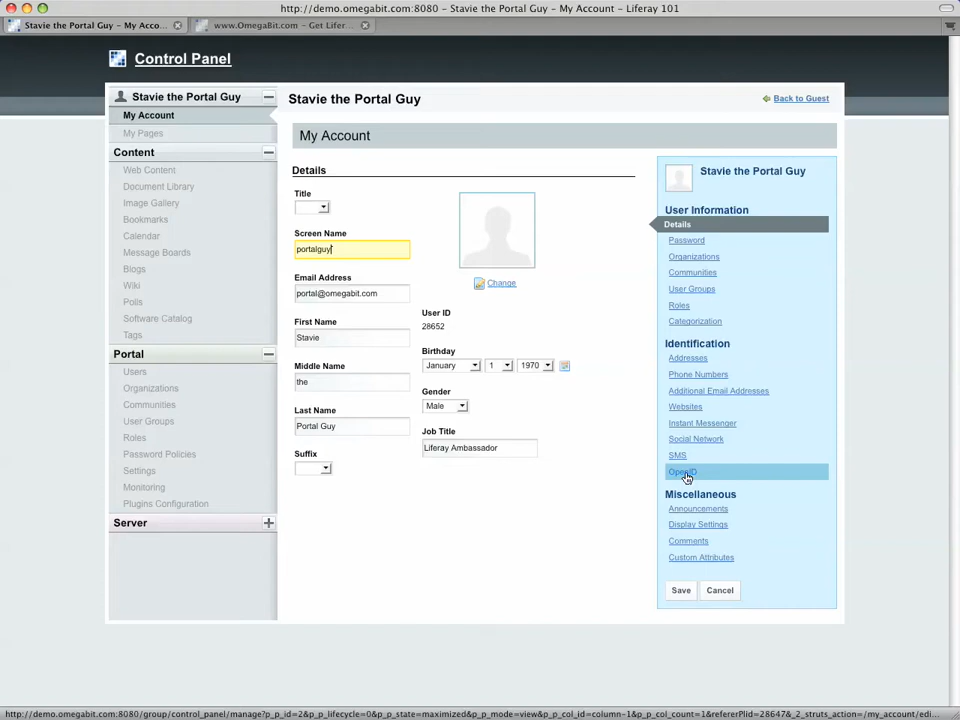 http://demo.omegabit.com:8080 – Stavie the Portal Guy – My Account – Liferay 101
Stavie the Portal Guy – My Acco...
www.OmegaBit.com – Get Lifer...
Control Panel
Stavie the Portal Guy
My Account
My Pages
Content
Web Content
Document Library
Image Gallery
Bookmarks
Calendar
Message Boards
Blogs
Wiki
Polls
Software Catalog
Tags
Portal
Users
Organizations
Communities
User Groups
Roles
Password Policies
Settings
Monitoring
Plugins Configuration
Server
Stavie the Portal Guy
Back to Guest
My Account
Details
Title
Screen Name
portalguy
Email Address
portal@omegabit.com
First Name
Stavie
Middle Name
the
Last Name
Portal Guy
Suffix
Change
User ID
28652
Birthday
January 1 1970
Gender
Male
Job Title
Liferay Ambassador
Stavie the Portal Guy
User Information
Details
Password
Organizations
Communities
User Groups
Roles
Categorization
Identification
Addresses
Phone Numbers
Additional Email Addresses
Websites
Instant Messenger
Social Network
SMS
OpenID
Miscellaneous
Announcements
Display Settings
Comments
Custom Attributes
Save Cancel
http://demo.omegabit.com:8080/group/control_panel/manage?p_p_id=2&p_p_lifecycle=0&p_p_state=maximized&p_p_mode=view&p_p_col_id=column-1&p_p_col_count=1&refererPlid=28647&_2_struts_action=/my_account/edi...